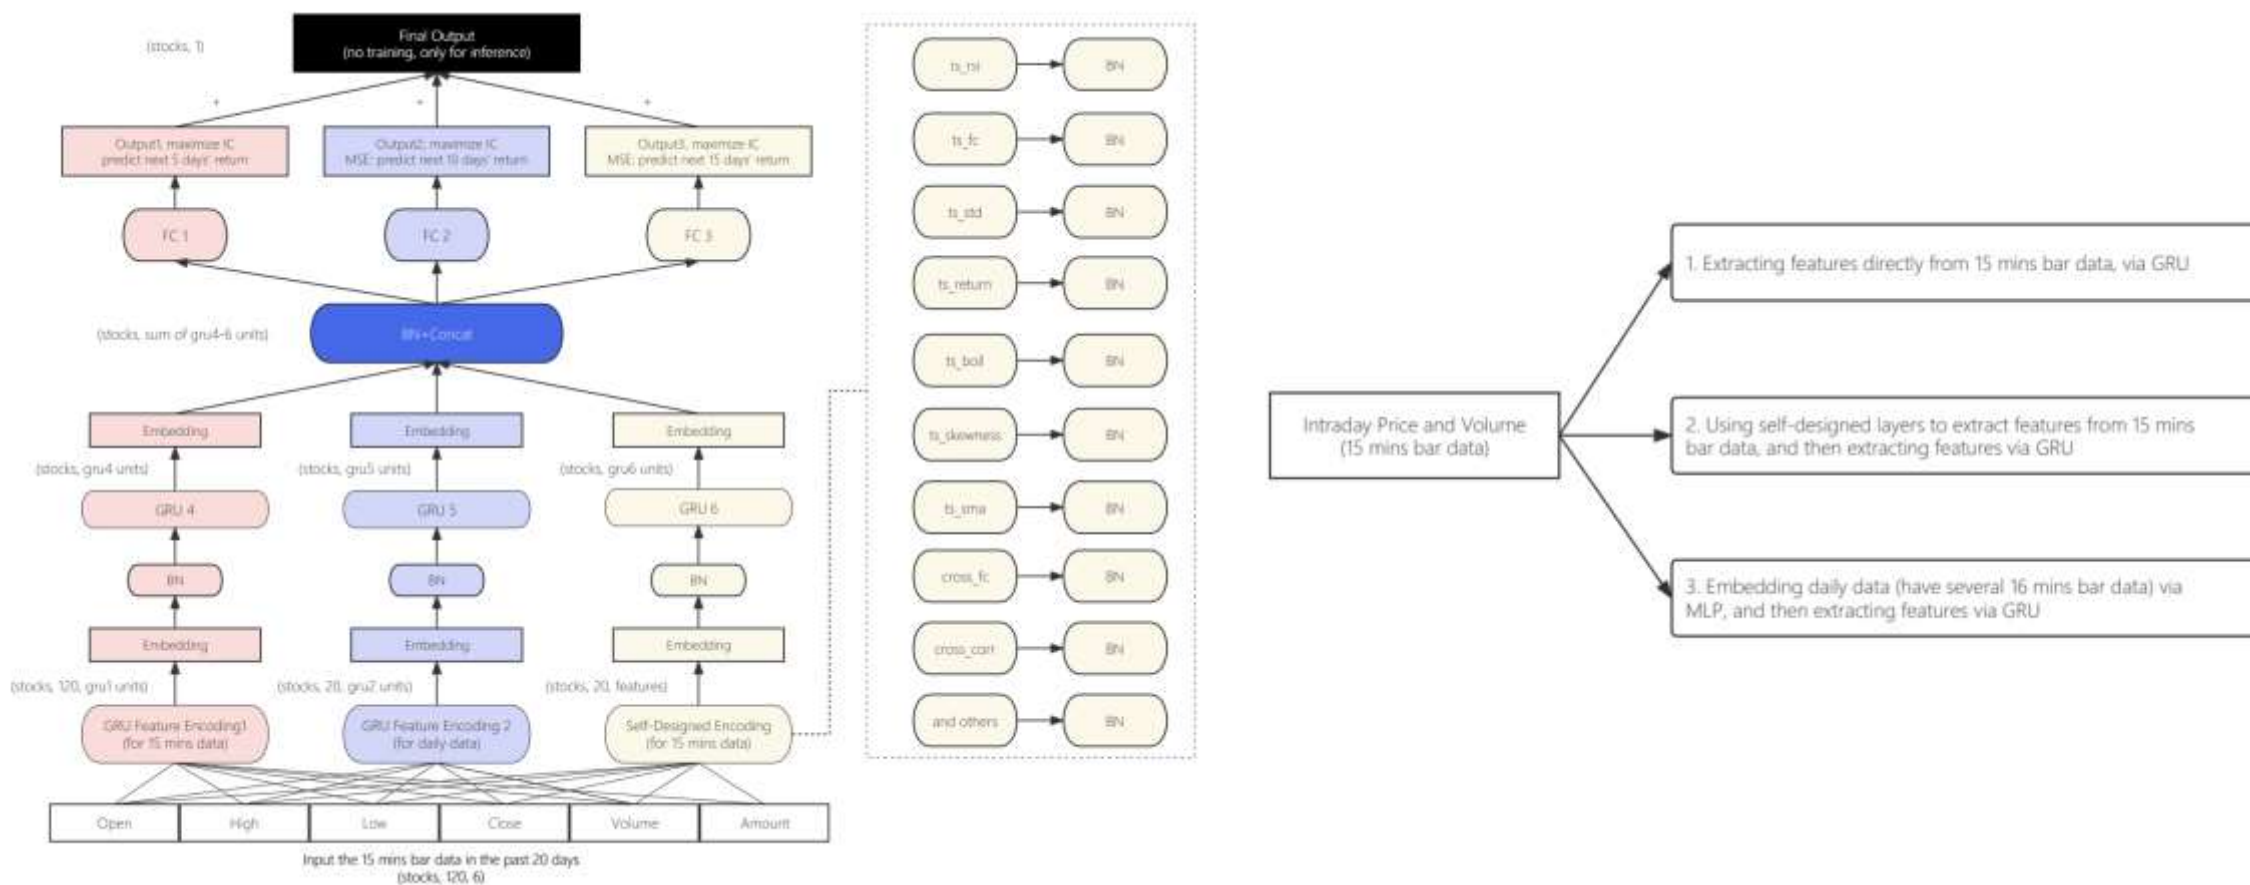 Final Output
(no training, only for inference)
(stocks, 1)
+
+
+
Output1, maximize IC
predict next 5 days' return
Output2, maximize IC
MSE: predict next 10 days' return
Output3, maximize IC
MSE: predict next 15 days' return
FC 1
FC 2
FC 3
(stocks, sum of gru4-6 units)
BN+Concat
Embedding
Embedding
Embedding
(stocks, gru4 units)
(stocks, gru5 units)
(stocks, gru6 units)
GRU 4
GRU 5
GRU 6
BN
BN
BN
Embedding
Embedding
Embedding
(stocks, 120, gru1 units)
(stocks, 20, gru2 units)
(stocks, 20, features)
GRU Feature Encoding1
(for 15 mins data)
GRU Feature Encoding 2
(for daily data)
Self-Designed Encoding
(for 15 mins data)
Open
High
Low
Close
Volume
Amount
Input the 15 mins bar data in the past 20 days
(stocks, 120, 6)
ts_rsi
BN
ts_fc
BN
ts_std
BN
ts_return
BN
ts_boll
BN
ts_skewness
BN
ts_sma
BN
cross_fc
BN
cross_corr
BN
and others
BN
Intraday Price and Volume
(15 mins bar data)
1. Extracting features directly from 15 mins bar data, via GRU
2. Using self-designed layers to extract features from 15 mins
bar data, and then extracting features via GRU
3. Embedding daily data (have several 16 mins bar data) via
MLP, and then extracting features via GRU